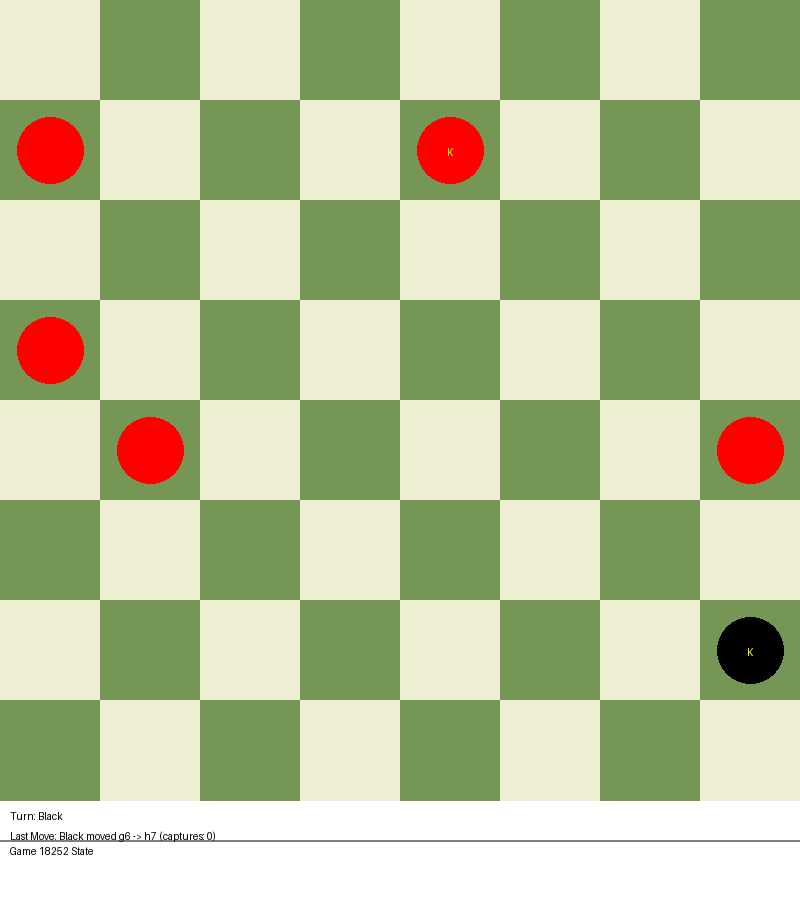 K
K
Turn: Black
Last Move: Black moved g6 -> h7 (captures: 0)
Game 18252 State